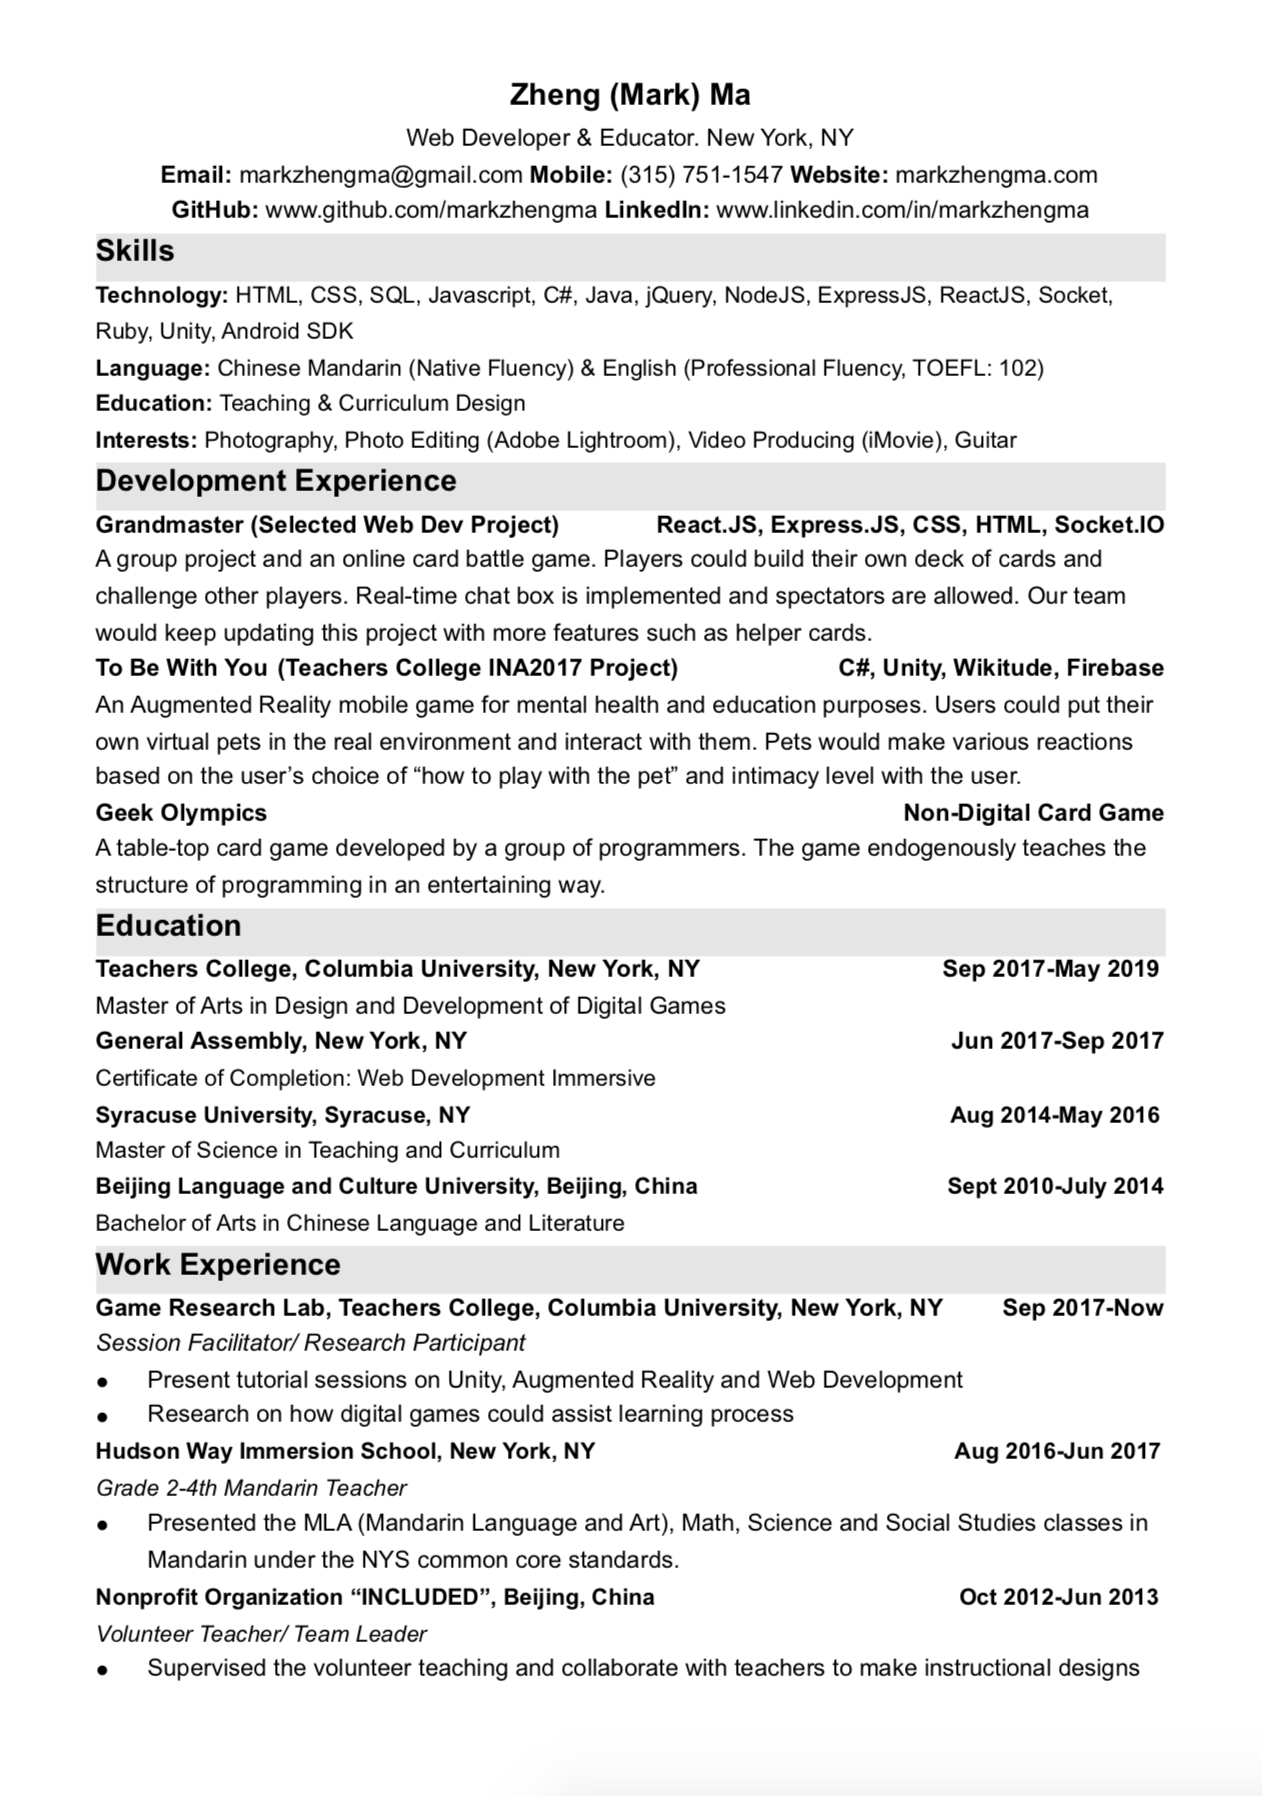 Zheng (Mark) Ma
Web Developer & Educator. New York, NY
Email: markzhengma@gmail.com Mobile: (315) 751-1547 Website: markzhengma.com
GitHub: www.github.com/markzhengma LinkedIn: www.linkedin.com/in/markzhengma
Skills
Technology: HTML, CSS, SQL, Javascript, C#, Java, jQuery, NodeJS, ExpressJS, ReactJS, Socket,
Ruby, Unity, Android SDK
Language: Chinese Mandarin (Native Fluency) & English (Professional Fluency, TOEFL: 102)
Education: Teaching & Curriculum Design
Interests: Photography, Photo Editing (Adobe Lightroom), Video Producing (iMovie), Guitar
Development Experience
Grandmaster (Selected Web Dev Project) React.JS, Express.JS, CSS, HTML, Socket.IO
A group project and an online card battle game. Players could build their own deck of cards and
challenge other players. Real-time chat box is implemented and spectators are allowed. Our team
would keep updating this project with more features such as helper cards.
To Be With You (Teachers College INA2017 Project) C#, Unity, Wikitude, Firebase
An Augmented Reality mobile game for mental health and education purposes. Users could put their
own virtual pets in the real environment and interact with them. Pets would make various reactions
based on the user’s choice of “how to play with the pet” and intimacy level with the user.
Geek Olympics Non-Digital Card Game
A table-top card game developed by a group of programmers. The game endogenously teaches the
structure of programming in an entertaining way.
Education
Teachers College, Columbia University, New York, NY Sep 2017-May 2019
Master of Arts in Design and Development of Digital Games
General Assembly, New York, NY Jun 2017-Sep 2017
Certificate of Completion: Web Development Immersive
Syracuse University, Syracuse, NY Aug 2014-May 2016
Master of Science in Teaching and Curriculum
Beijing Language and Culture University, Beijing, China Sept 2010-July 2014
Bachelor of Arts in Chinese Language and Literature
Work Experience
Game Research Lab, Teachers College, Columbia University, New York, NY Sep 2017-Now
Session Facilitator/ Research Participant
● Present tutorial sessions on Unity, Augmented Reality and Web Development
● Research on how digital games could assist learning process
Hudson Way Immersion School, New York, NY Aug 2016-Jun 2017
Grade 2-4th Mandarin Teacher
● Presented the MLA (Mandarin Language and Art), Math, Science and Social Studies classes in
Mandarin under the NYS common core standards.
Nonprofit Organization “INCLUDED”, Beijing, China Oct 2012-Jun 2013
Volunteer Teacher/ Team Leader
● Supervised the volunteer teaching and collaborate with teachers to make instructional designs